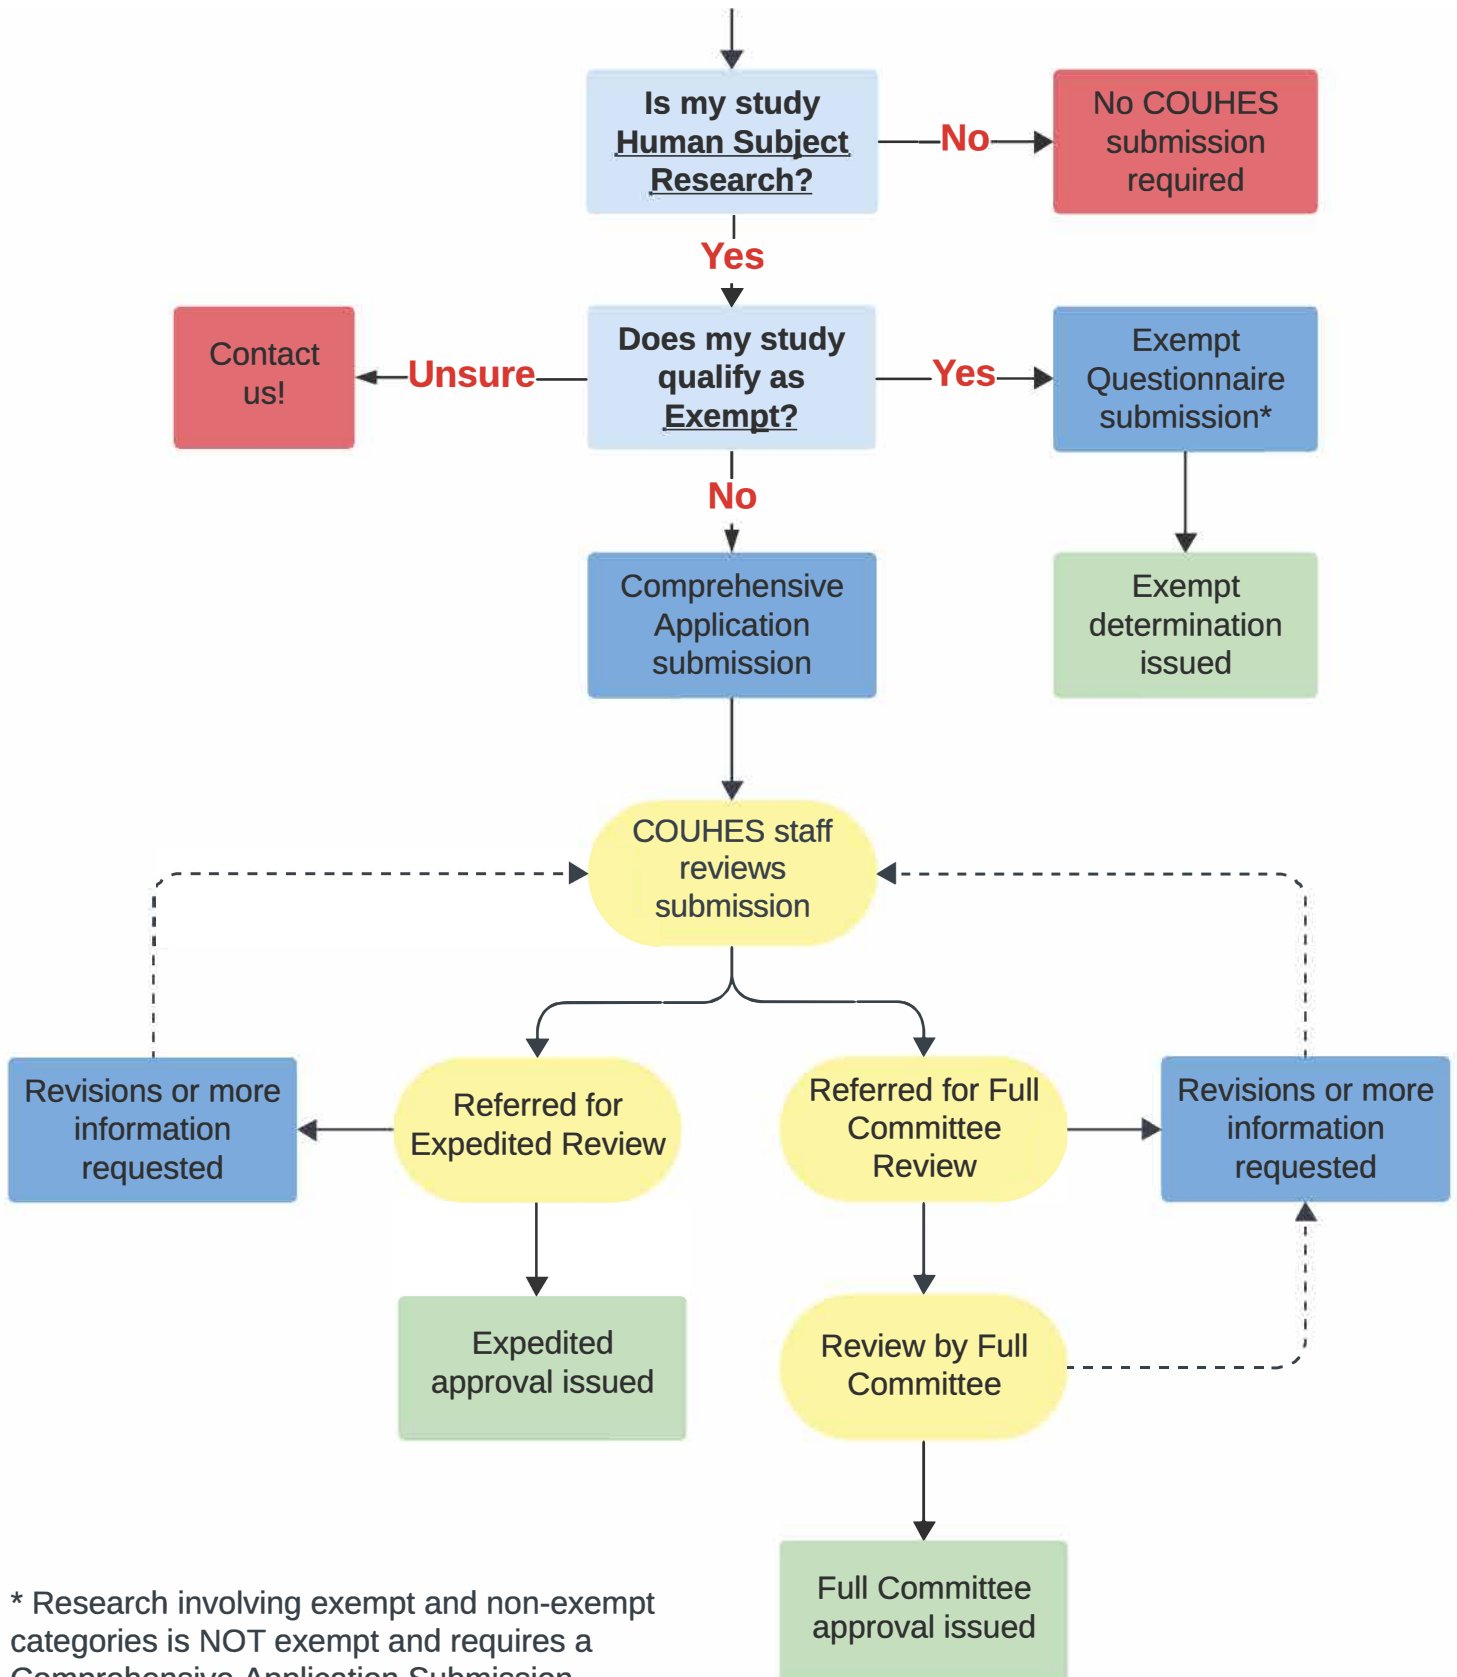 Is my study
Human Subject
Research?
No
No COUHES
submission
required
Yes
Contact
us!
Unsure
Does my study
qualify as
Exempt?
Yes
Exempt
Questionnaire
submission*
No
Comprehensive
Application
submission
Exempt
determination
issued
COUHES staff
reviews
submission
Revisions or more
information
requested
Referred for
Expedited Review
Referred for Full
Committee
Review
Revisions or more
information
requested
Expedited
approval issued
Review by Full
Committee
Full Committee
approval issued
* Research involving exempt and non-exempt
categories is NOT exempt and requires a
Comprehensive Application Submission